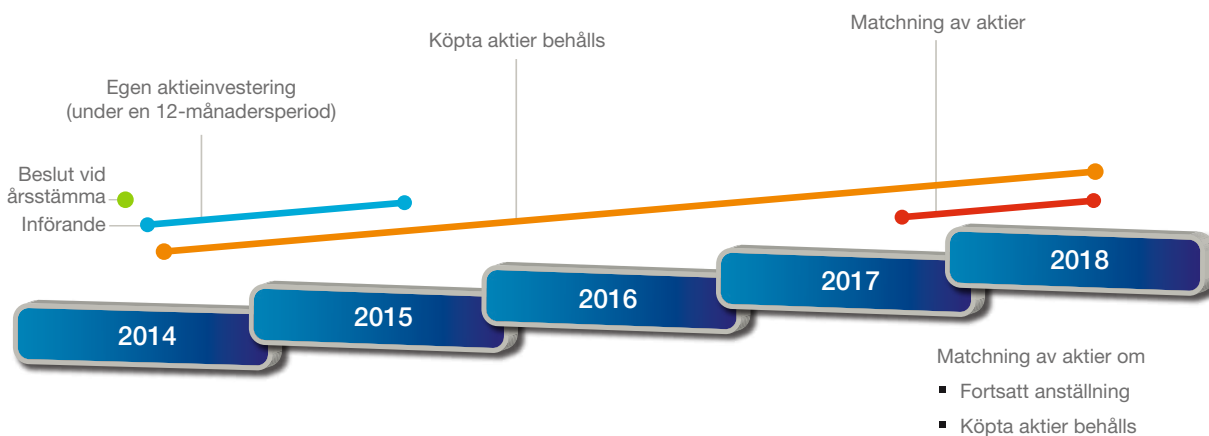 Matchning av aktier
Köpta aktier behålls
Egen aktieinvestering
(under en 12-månadersperiod)
Beslut vid
årsstämma
Införande
2014
2015
2016
2017
2018
Matchning av aktier om
▪ Fortsatt anställning
▪ Köpta aktier behålls